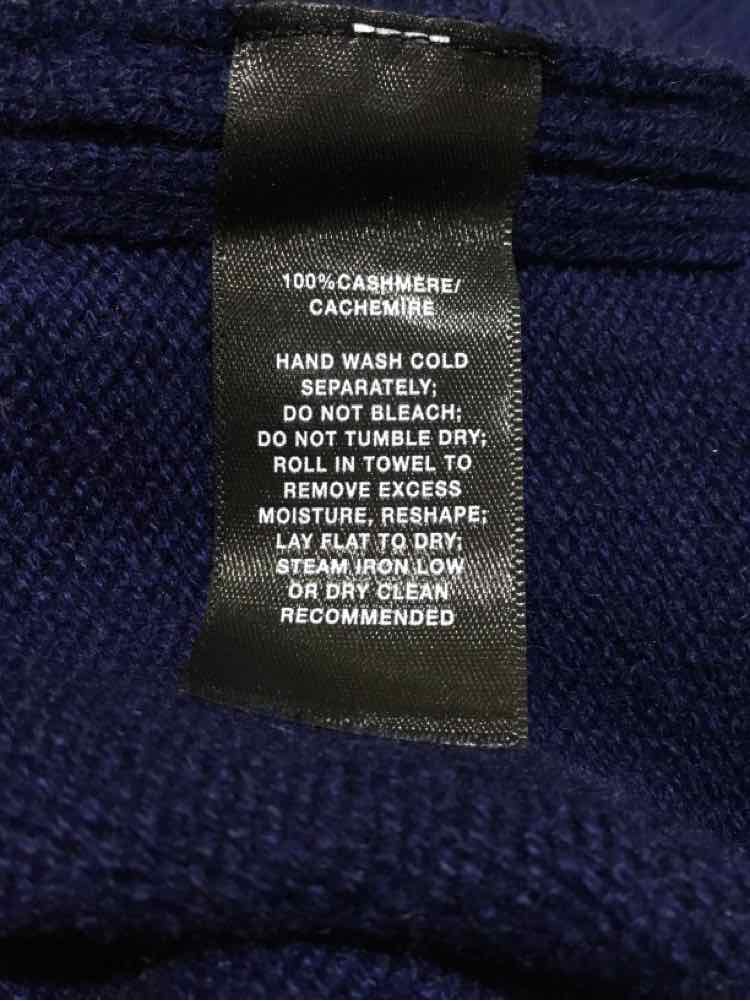 100%CASHMERE/
CACHEMIRE
HAND WASH COLD
SEPARATELY;
DO NOT BLEACH;
DO NOT TUMBLE DRY;
ROLL IN TOWEL TO
REMOVE EXCESS
MOISTURE, RESHAPE;
LAY FLAT TO DRY;
STEAM IRON LOW
OR DRY CLEAN
RECOMMENDED